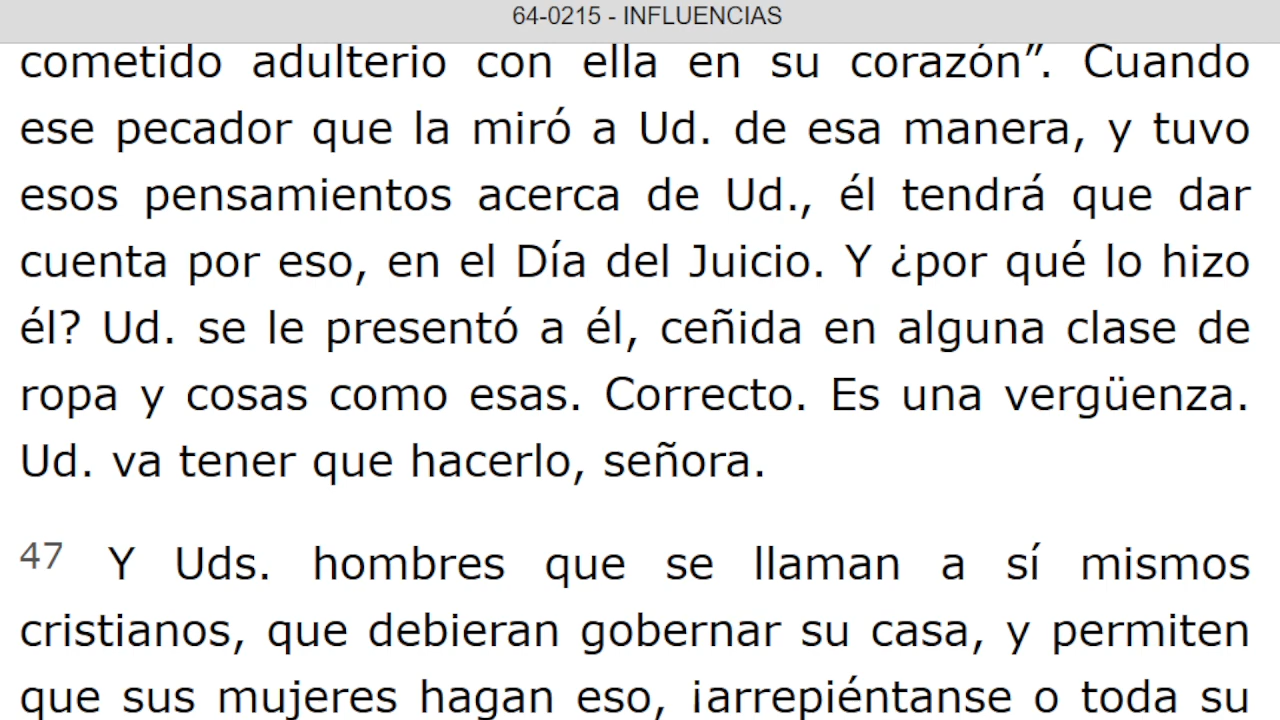 64-0215 - INFLUENCIAS
cometido adulterio con ella en su corazón”. Cuando
ese pecador que la miró a Ud. de esa manera, y tuvo
esos pensamientos acerca de Ud., él tendrá que dar
cuenta por eso, en el Día del Juicio. Y ¿por qué lo hizo
él? Ud. se le presentó a él, ceñida en alguna clase de
ropa y cosas como esas. Correcto. Es una vergüenza.
Ud. va tener que hacerlo, señora.
47 Y Uds. hombres que se llaman a sí mismos
cristianos, que debieran gobernar su casa, y permiten
que sus mujeres hagan eso, ¡arrepiéntanse o toda su